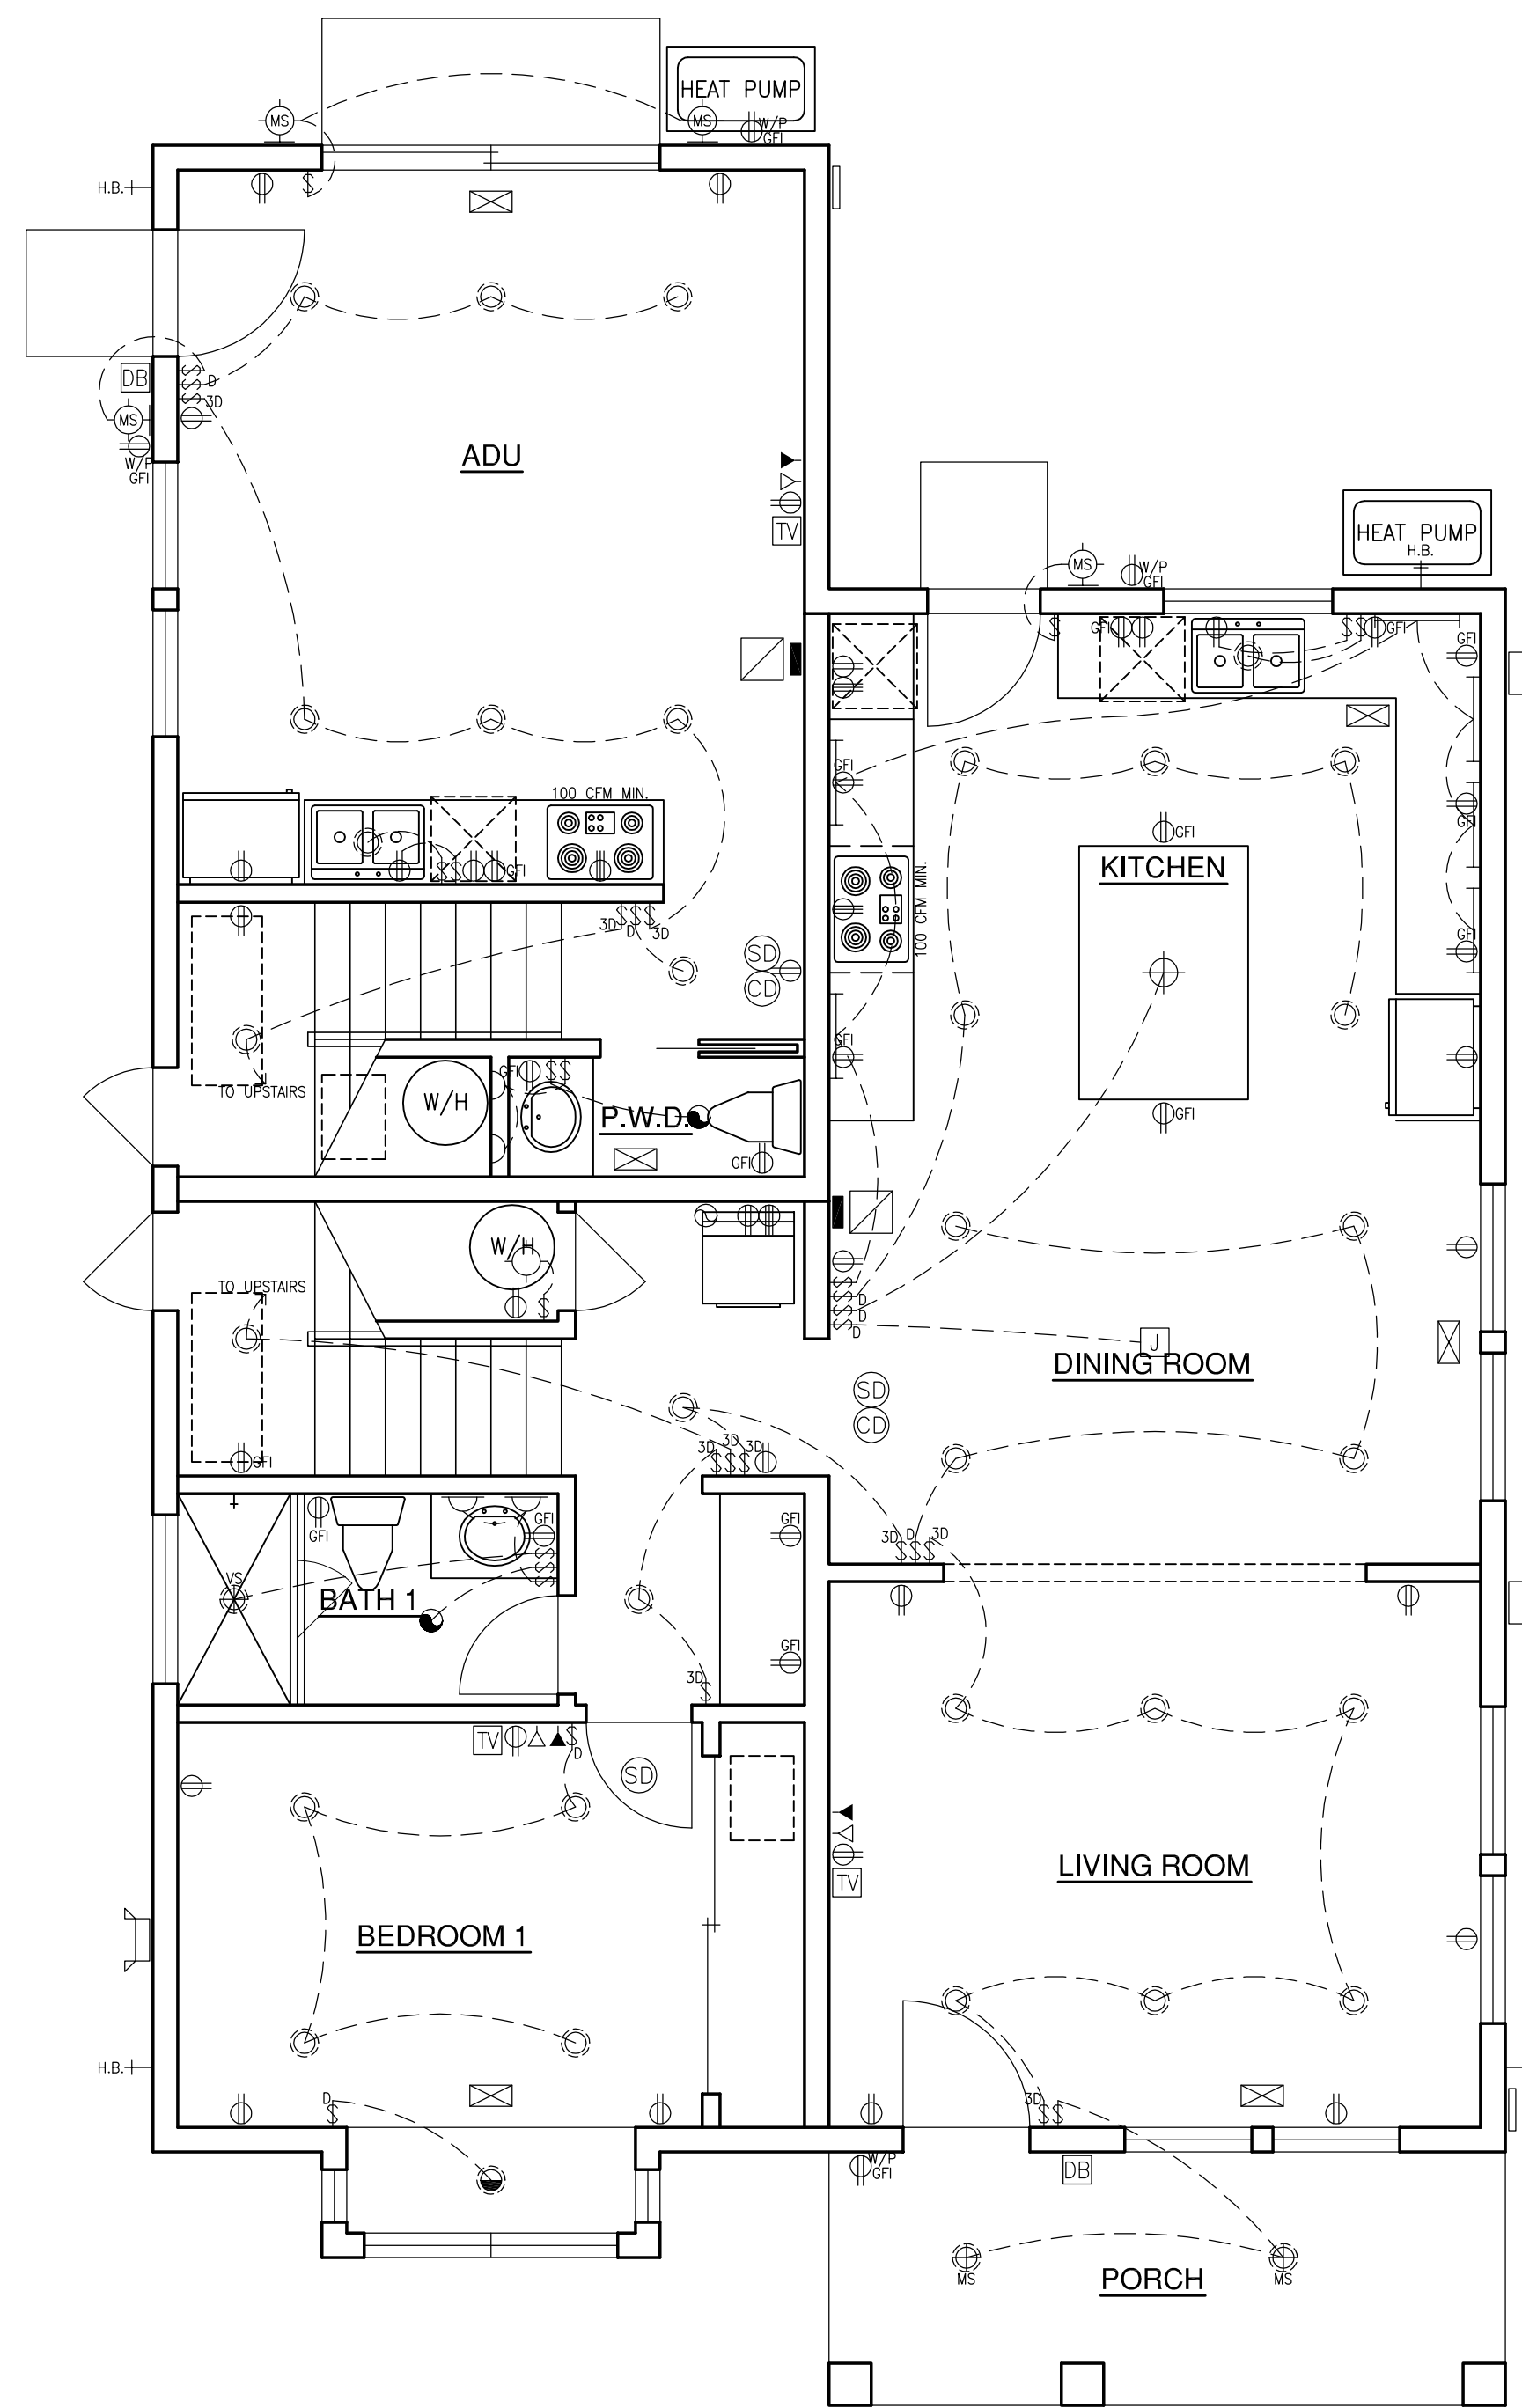 HEAT PUMP
MS
MS
W/P
GFI
H.B.
DB
D
3D
MS
W/P
GFI
ADU
TV
HEAT PUMP
H.B.
MS
W/P
GFI
GFI
GFI
GFI
GFI
100 CFM MIN.
GFI
GFI
GFI
KITCHEN
100 CFM MIN.
GFI
3D
D
3D
SD
CD
GFI
TO UPSTAIRS
W/H
GFI
P.W.D.
GFI
GFI
W/H
TO UPSTAIRS
D
D
D
J
DINING ROOM
SD
CD
3D
3D
3D
GFI
GFI
GFI
GFI
3D
D
3D
VS
BATH 1
GFI
3D
TV
D
SD
TV
LIVING ROOM
BEDROOM 1
H.B.
D
3D
W/P
GFI
DB
MS
MS
PORCH